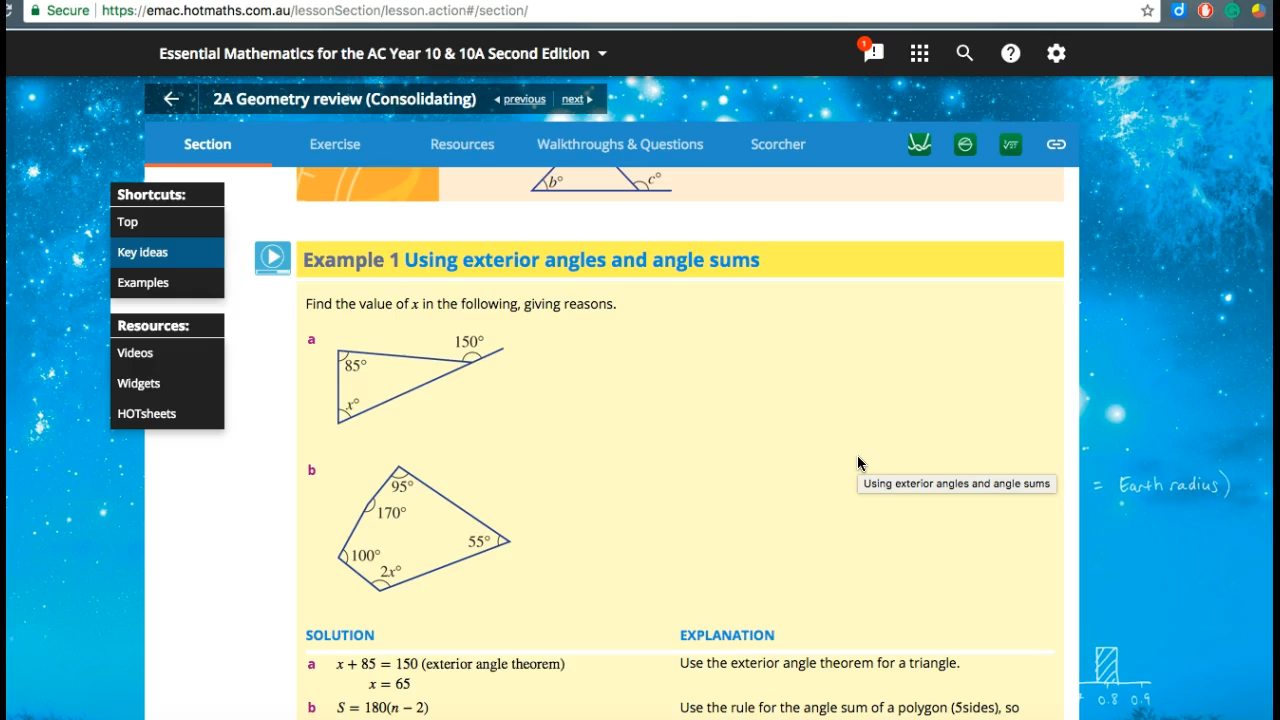 Secure https://emac.hotmaths.com.au/lessonSection/lesson.action#/section/
Essential Mathematics for the AC Year 10 & 10A Second Edition
1
2A Geometry review (Consolidating) previous next
Section Exercise Resources Walkthroughs & Questions Scorcher
Shortcuts:
Top
Key ideas
Examples
Resources:
Videos
Widgets
HOTsheets
b° c°
Example 1 Using exterior angles and angle sums
Find the value of x in the following, giving reasons.
a
150°
85°
x°
b
95°
170°
55°
100°
2x°
Using exterior angles and angle sums
= Earth radius)
SOLUTION EXPLANATION
a x + 85 = 150 (exterior angle theorem) Use the exterior angle theorem for a triangle.
x = 65
b S = 180(n − 2) Use the rule for the angle sum of a polygon (5sides), so
0.8 0.9